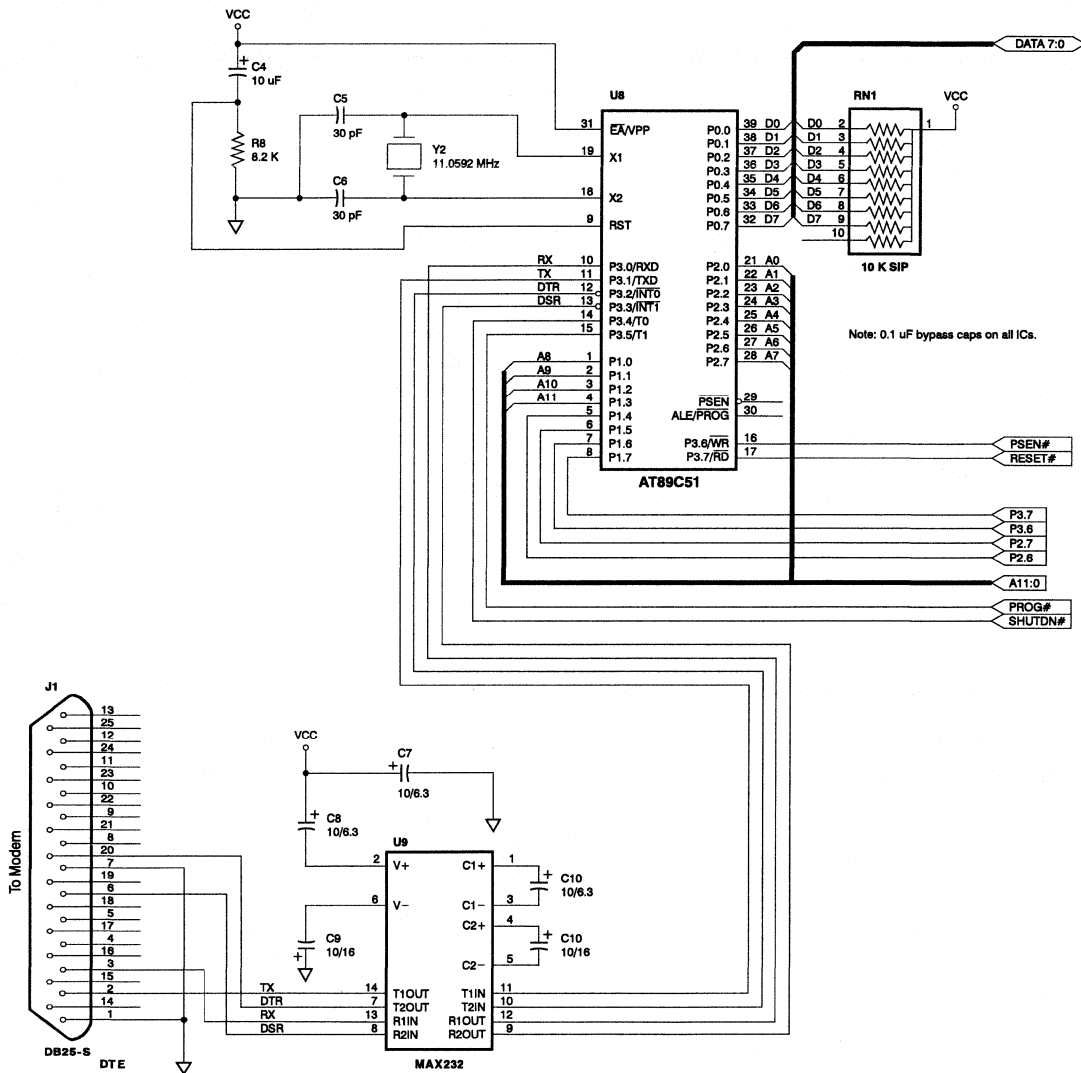 VCC
DATA 7:0
C4
10 uF
U8
RN1
VCC
C5
30 pF
31 EA/VPP
P0.0 39 D0 D0 2
1
P0.1 38 D1 D1 3
R8
8.2 K
Y2
11.0592 MHz
19 X1
P0.2 37 D2 D2 4
P0.3 36 D3 D3 5
P0.4 35 D4 D4 6
C6
30 pF
18 X2
P0.5 34 D5 D5 7
P0.6 33 D6 D6 8
9 RST
P0.7 32 D7 D7 9
10
10 K SIP
RX 10 P3.0/RXD
TX 11 P3.1/TXD
DTR 12 P3.2/INT0
DSR 13 P3.3/INT1
14 P3.4/T0
15 P3.5/T1
P2.0 21 A0
P2.1 22 A1
P2.2 23 A2
P2.3 24 A3
P2.4 25 A4
P2.5 26 A5
P2.6 27 A6
P2.7 28 A7
Note: 0.1 uF bypass caps on all ICs.
A8 1 P1.0
A9 2 P1.1
A10 3 P1.2
A11 4 P1.3
5 P1.4
6 P1.5
7 P1.6
8 P1.7
PSEN 29
ALE/PROG 30
P3.6/WR 16
P3.7/RD 17
PSEN#
RESET#
AT89C51
P3.7
P3.6
P2.7
P2.6
A11:0
PROG#
SHUTDN#
J1
To Modem
13
25
12
24
11
23
10
22
9
21
8
20
7
19
6
18
5
17
4
16
3
15
2
14
1
DB25-S
DTE
VCC
C7
10/6.3
C8
10/6.3
U9
2 V+
C1+ 1
C10
10/6.3
6 V-
C1- 3
C2+ 4
C9
10/16
C10
10/16
C2- 5
TX 14 T1OUT
T1IN 11
DTR 7 T2OUT
T2IN 10
RX 13 R1IN
R1OUT 12
DSR 8 R2IN
R2OUT 9
MAX232